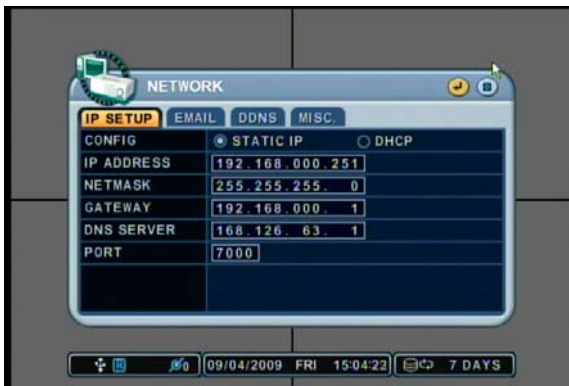 NETWORK
IP SETUP EMAIL DDNS MISC.
CONFIG STATIC IP DHCP
IP ADDRESS 192.168.000.251
NETMASK 255.255.255. 0
GATEWAY 192.168.000. 1
DNS SERVER 168.126. 63. 1
PORT 7000
R 0 09/04/2009 FRI 15:04:22 7 DAYS